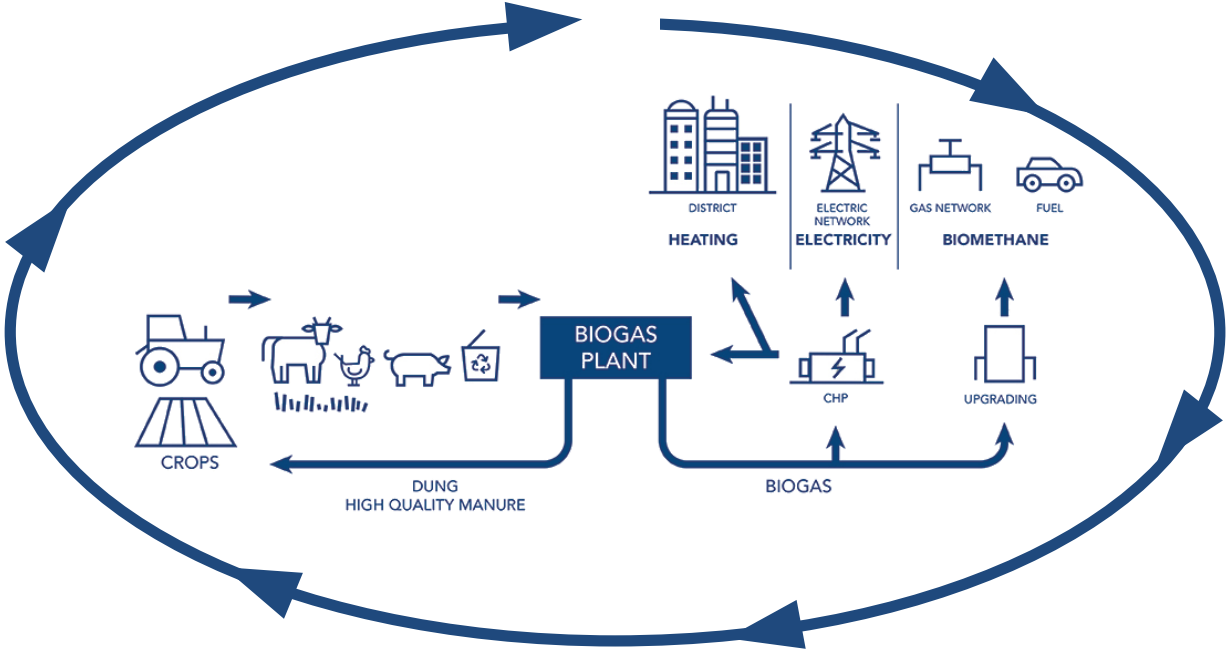 DISTRICT
HEATING
ELECTRIC
NETWORK
ELECTRICITY
GAS NETWORK
FUEL
BIOMETHANE
BIOGAS
PLANT
CHP
UPGRADING
CROPS
DUNG
HIGH QUALITY MANURE
BIOGAS